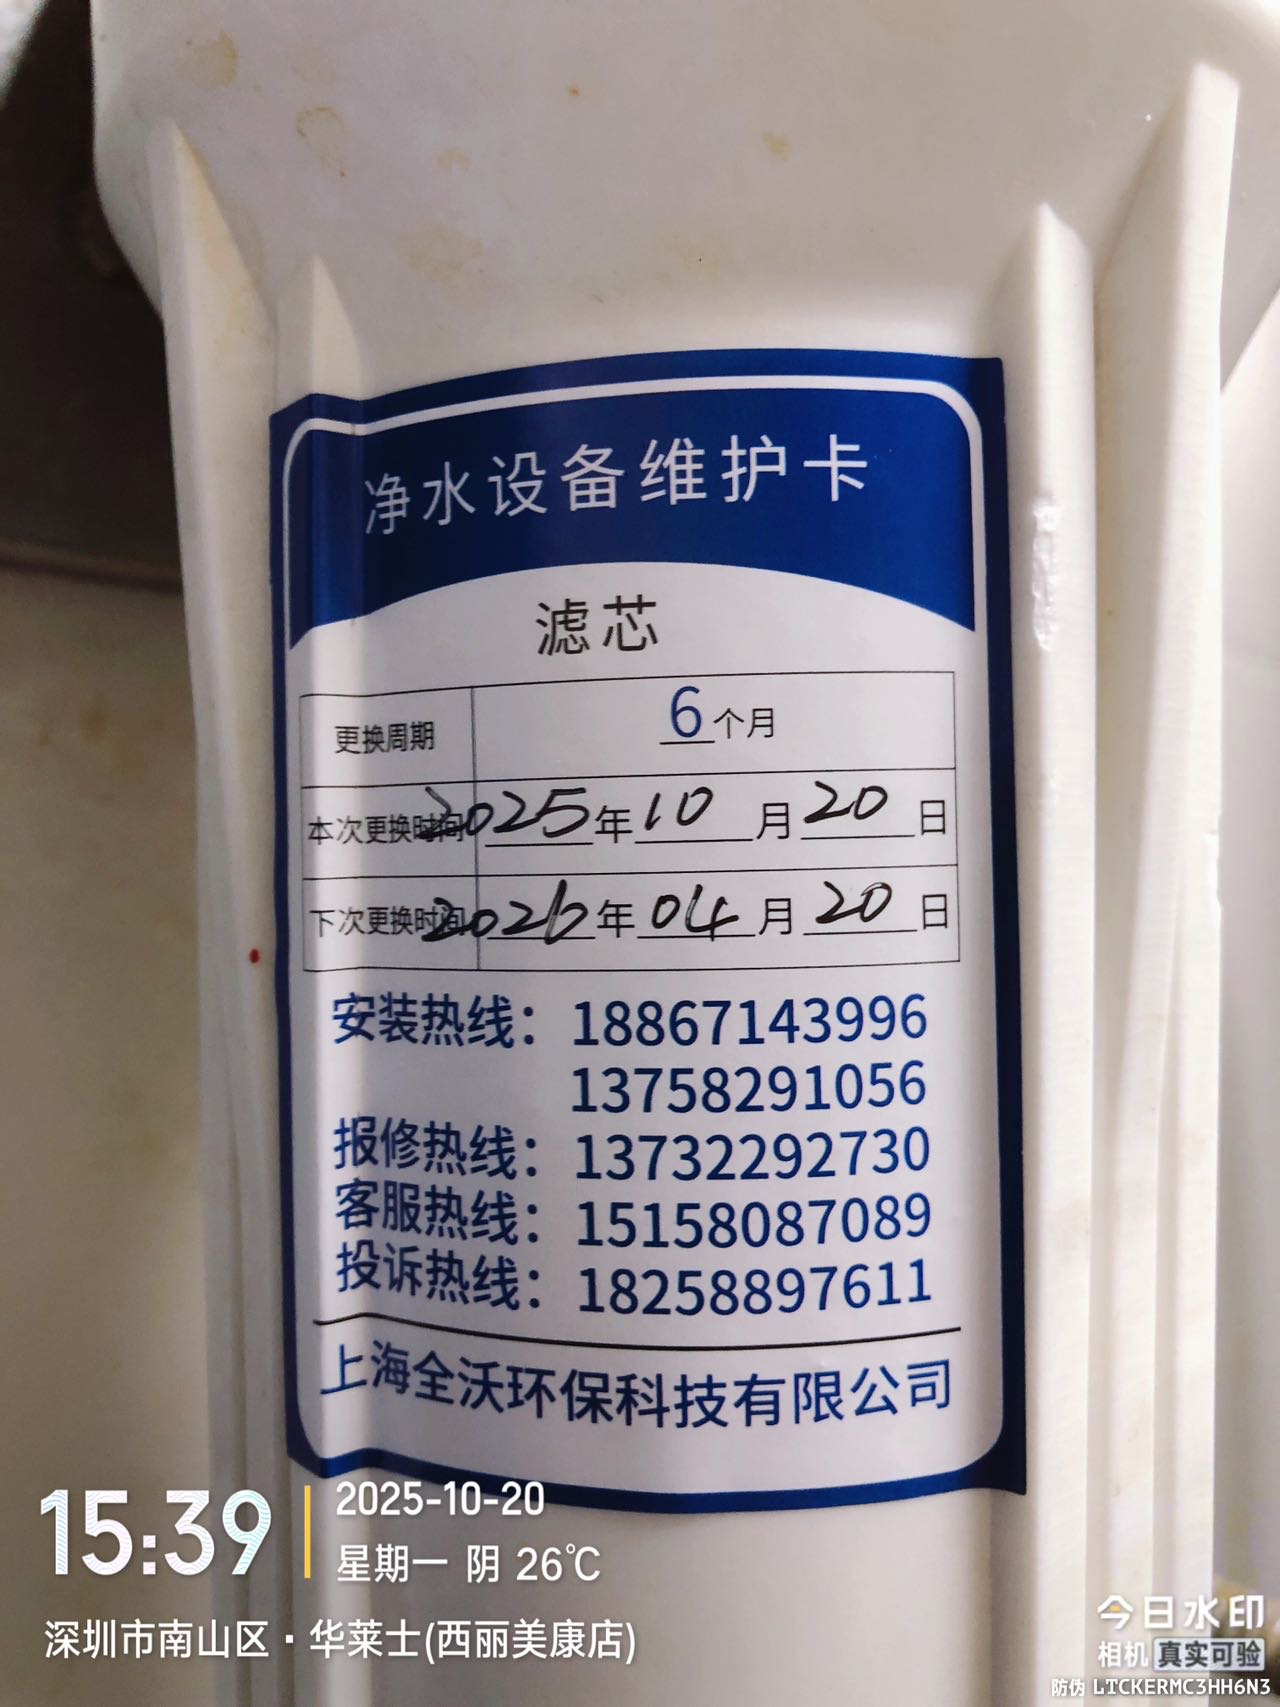 净水设备维护卡
滤芯
更换周期 6个月
本次更换时间 2025年10月20日
下次更换时间 2026年04月20日
安装热线：18867143996
13758291056
报修热线：13732292730
客服热线：15158087089
投诉热线：18258897611
上海全沃环保科技有限公司
15:39
2025-10-20
星期一 阴 26℃
深圳市南山区·华莱士(西丽美康店)
今日水印
相机 真实可验
防伪 LTCKERMC3HH6N3